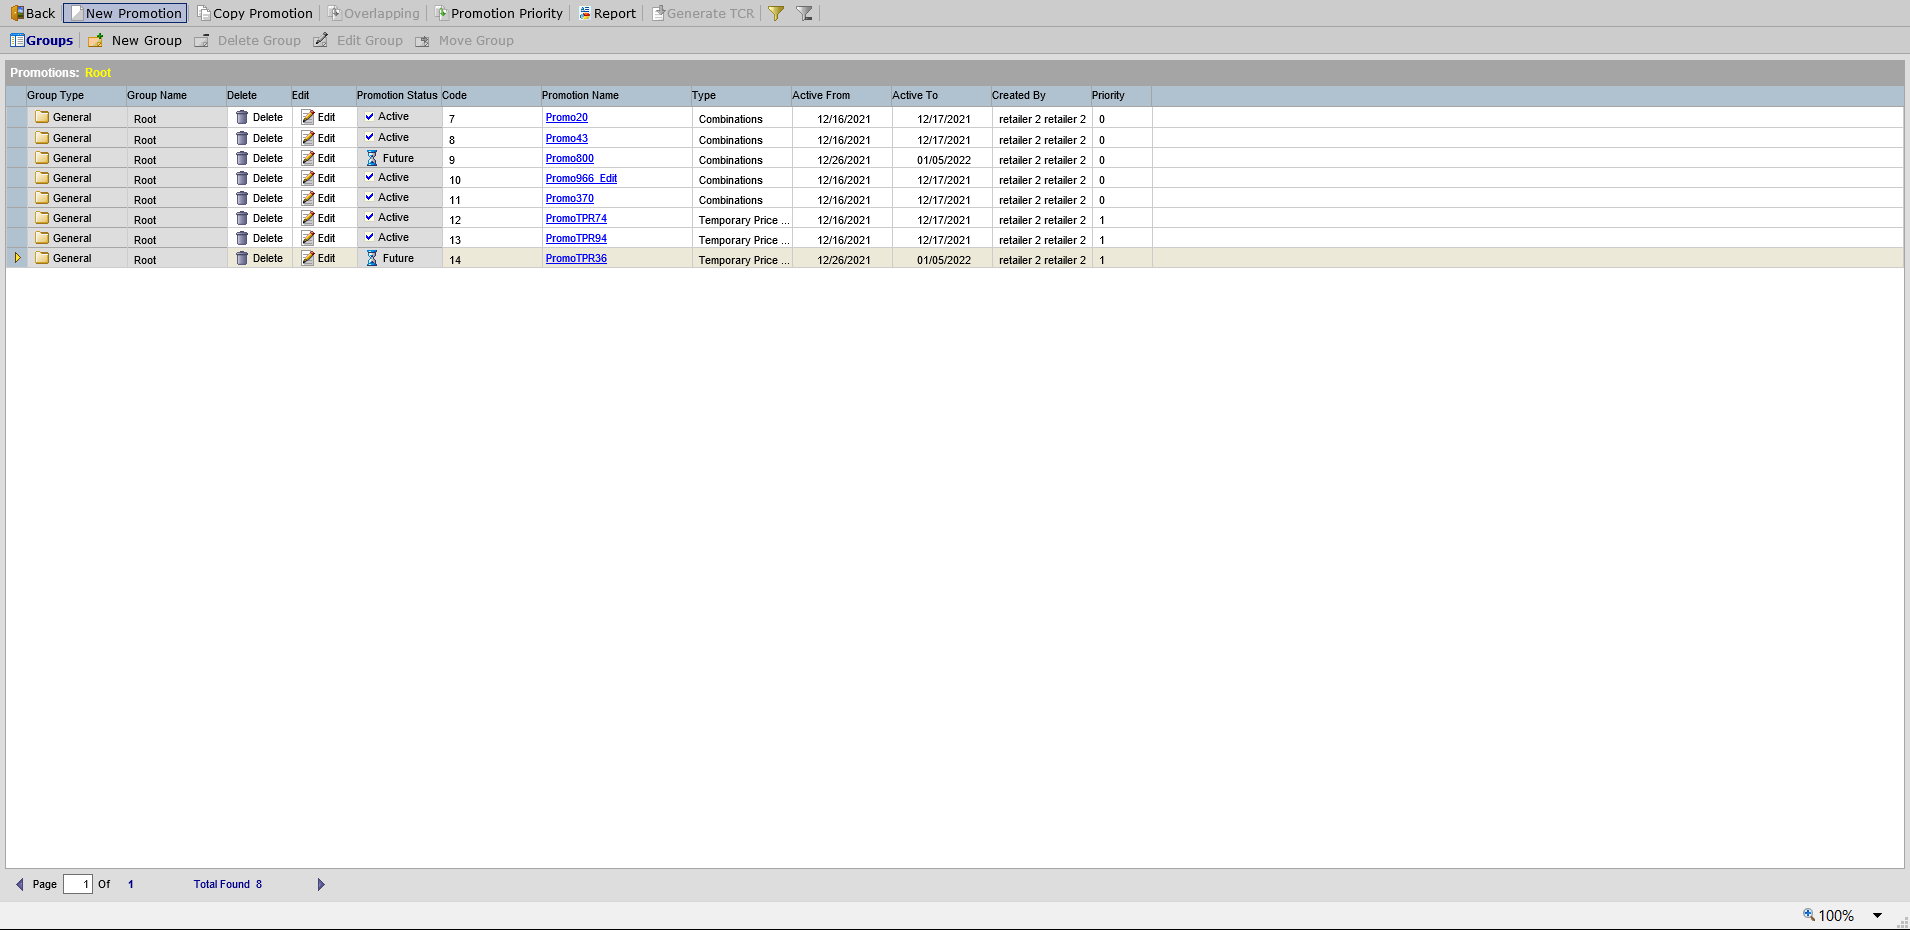 Back New Promotion Copy Promotion Overlapping Promotion Priority Report Generate TCR
Groups New Group Delete Group Edit Group Move Group
Promotions: Root
Group Type Group Name Delete Edit Promotion Status Code Promotion Name Type Active From Active To Created By Priority
General Root Delete Edit Active 7 Promo20 Combinations 12/16/2021 12/17/2021 retailer 2 retailer 2 0
General Root Delete Edit Active 8 Promo43 Combinations 12/16/2021 12/17/2021 retailer 2 retailer 2 0
General Root Delete Edit Future 9 Promo800 Combinations 12/26/2021 01/05/2022 retailer 2 retailer 2 0
General Root Delete Edit Active 10 Promo966_Edit Combinations 12/16/2021 12/17/2021 retailer 2 retailer 2 0
General Root Delete Edit Active 11 Promo370 Combinations 12/16/2021 12/17/2021 retailer 2 retailer 2 0
General Root Delete Edit Active 12 PromoTPR74 Temporary Price ... 12/16/2021 12/17/2021 retailer 2 retailer 2 1
General Root Delete Edit Active 13 PromoTPR94 Temporary Price ... 12/16/2021 12/17/2021 retailer 2 retailer 2 1
General Root Delete Edit Future 14 PromoTPR36 Temporary Price ... 12/26/2021 01/05/2022 retailer 2 retailer 2 1
Page 1 Of 1 Total Found 8
100%